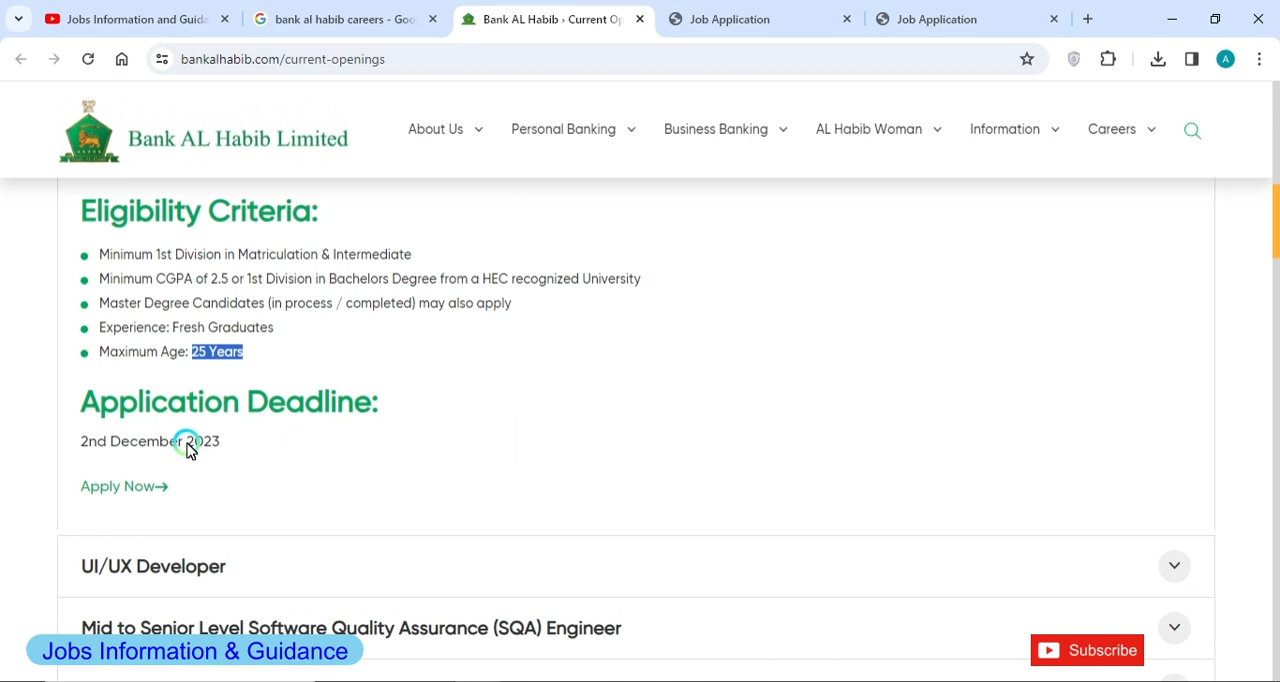 Jobs Information and Guida
bank al habib careers - Goo
Bank AL Habib › Current Op
Job Application
Job Application
bankalhabib.com/current-openings
A
Bank AL Habib Limited
About Us
Personal Banking
Business Banking
AL Habib Woman
Information
Careers
Eligibility Criteria:
Minimum 1st Division in Matriculation & Intermediate
Minimum CGPA of 2.5 or 1st Division in Bachelors Degree from a HEC recognized University
Master Degree Candidates (in process / completed) may also apply
Experience: Fresh Graduates
Maximum Age: 25 Years
Application Deadline:
2nd December 2023
Apply Now→
UI/UX Developer
Mid to Senior Level Software Quality Assurance (SQA) Engineer
Jobs Information & Guidance
Subscribe